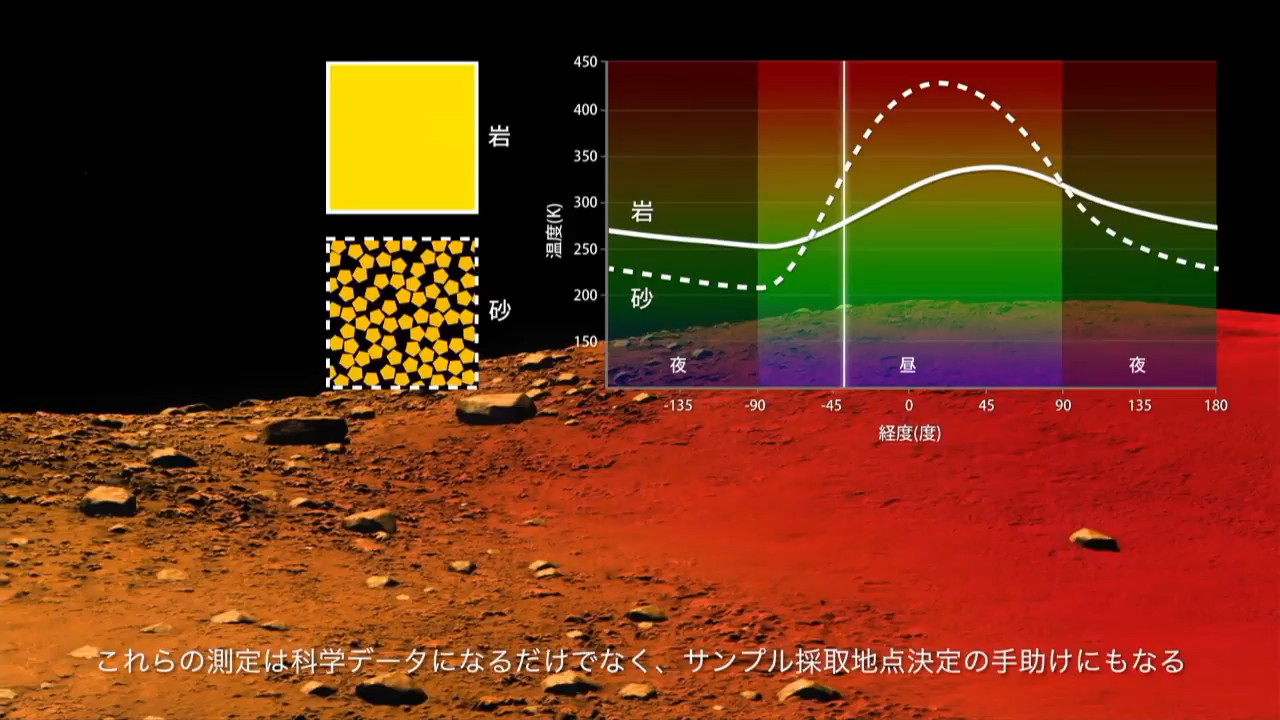 岩
砂
温度(K)
450
400
350
300
250
200
150
岩
砂
夜
昼
夜
-135
-90
-45
0
45
90
135
180
経度(度)
これらの測定は科学データになるだけでなく、サンプル採取地点決定の手助けにもなる